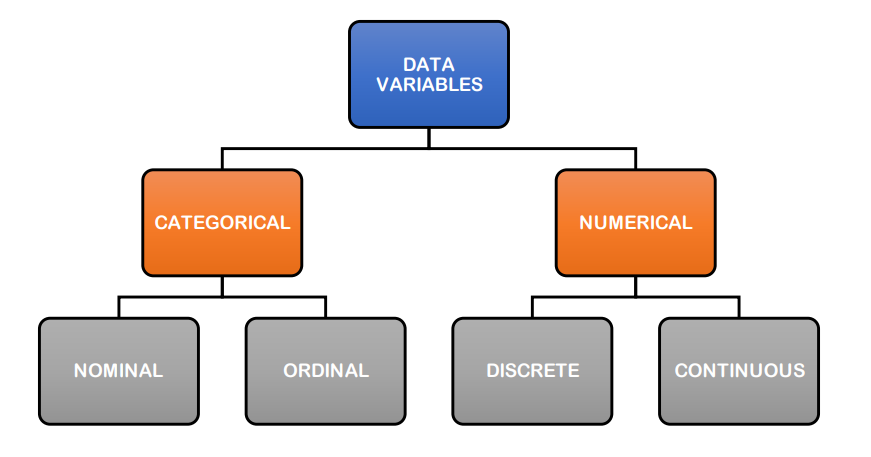 DATA
VARIABLES
CATEGORICAL
NUMERICAL
NOMINAL
ORDINAL
DISCRETE
CONTINUOUS